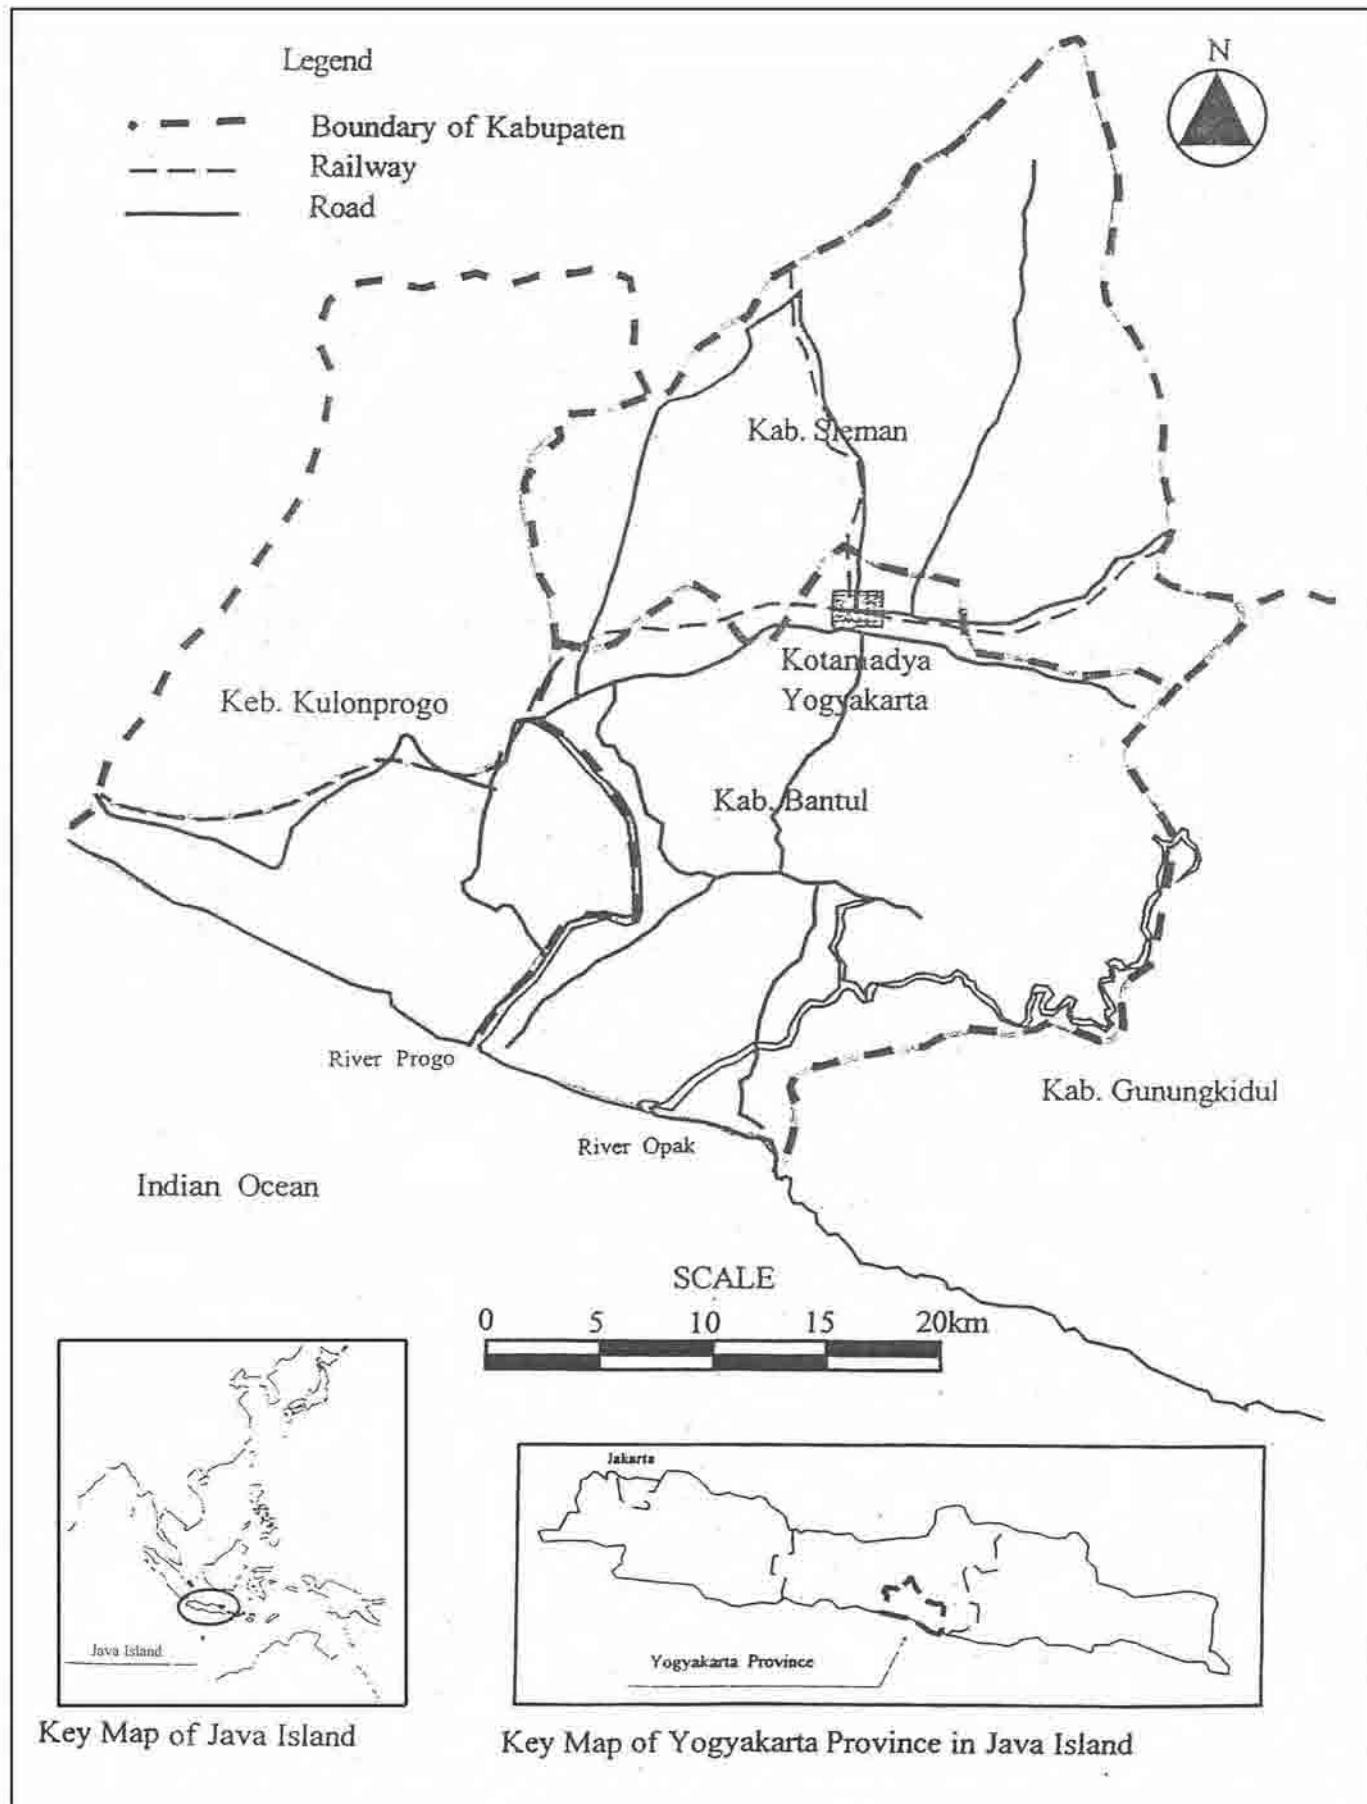 Legend
N
Boundary of Kabupaten
Railway
Road
Kab. Sleman
Kotamadya
Yogyakarta
Keb. Kulonprogo
Kab. Bantul
River Progo
Kab. Gunungkidul
River Opak
Indian Ocean
SCALE
0 5 10 15 20km
Jakarta
Java Island
Yogyakarta Province
Key Map of Java Island
Key Map of Yogyakarta Province in Java Island